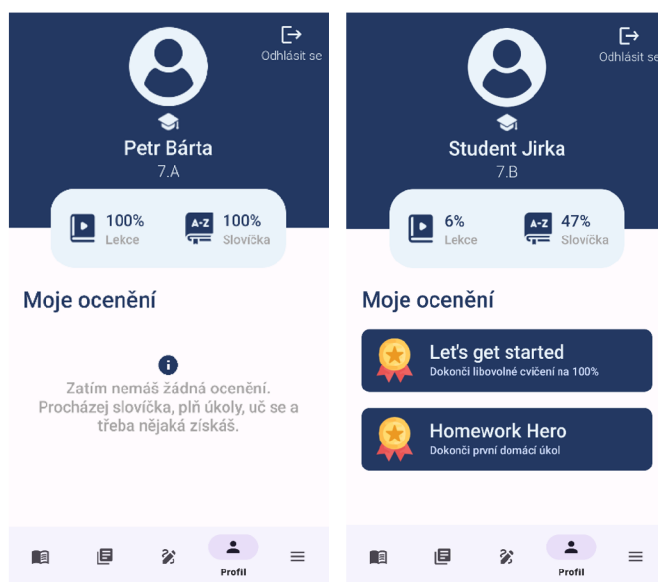 Odhlásit se
Petr Bárta
7.A
100%
Lekce
A-Z
100%
Slovíčka
Moje ocenění
Zatím nemáš žádná ocenění.
Procházej slovíčka, plň úkoly, uč se a
třeba nějaká získáš.
Profil
Odhlásit se
Student Jirka
7.B
6%
Lekce
A-Z
47%
Slovíčka
Moje ocenění
Let's get started
Dokonči libovolné cvičení na 100%
Homework Hero
Dokonči první domácí úkol
Profil